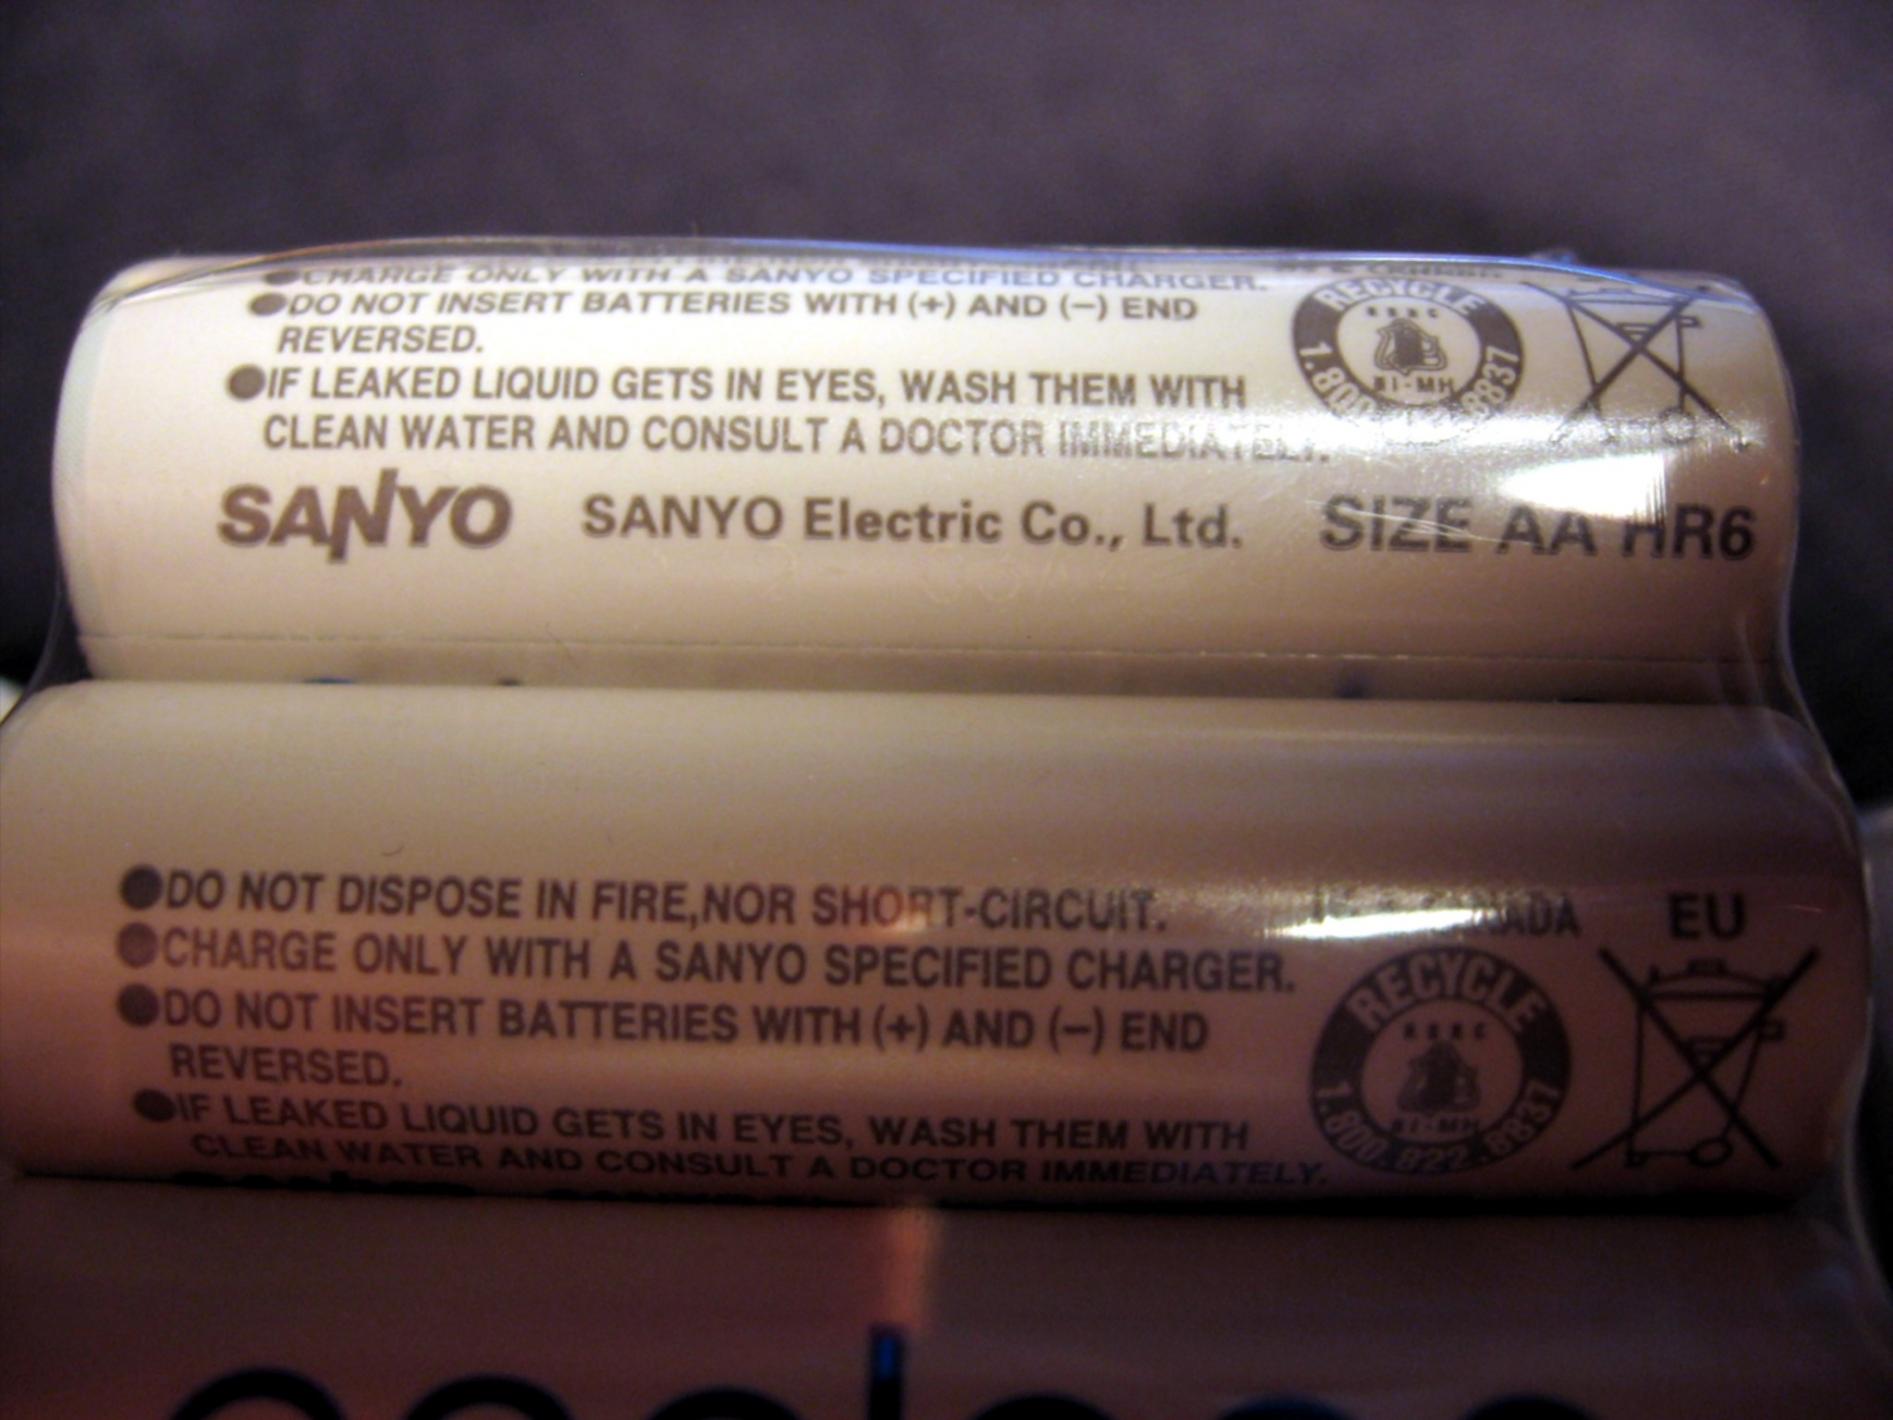 CHARGE ONLY WITH A SANYO SPECIFIED CHARGER.
●DO NOT INSERT BATTERIES WITH (+) AND (−) END
REVERSED.
●IF LEAKED LIQUID GETS IN EYES, WASH THEM WITH
CLEAN WATER AND CONSULT A DOCTOR IMMEDIATELY.
RECYCLE
SANYO SANYO Electric Co., Ltd. SIZE AA HR6
●DO NOT DISPOSE IN FIRE,NOR SHORT-CIRCUIT.
EU
●CHARGE ONLY WITH A SANYO SPECIFIED CHARGER.
●DO NOT INSERT BATTERIES WITH (+) AND (−) END
REVERSED.
●IF LEAKED LIQUID GETS IN EYES, WASH THEM WITH
CLEAN WATER AND CONSULT A DOCTOR IMMEDIATELY.
RECYCLE
1.800.822.8837